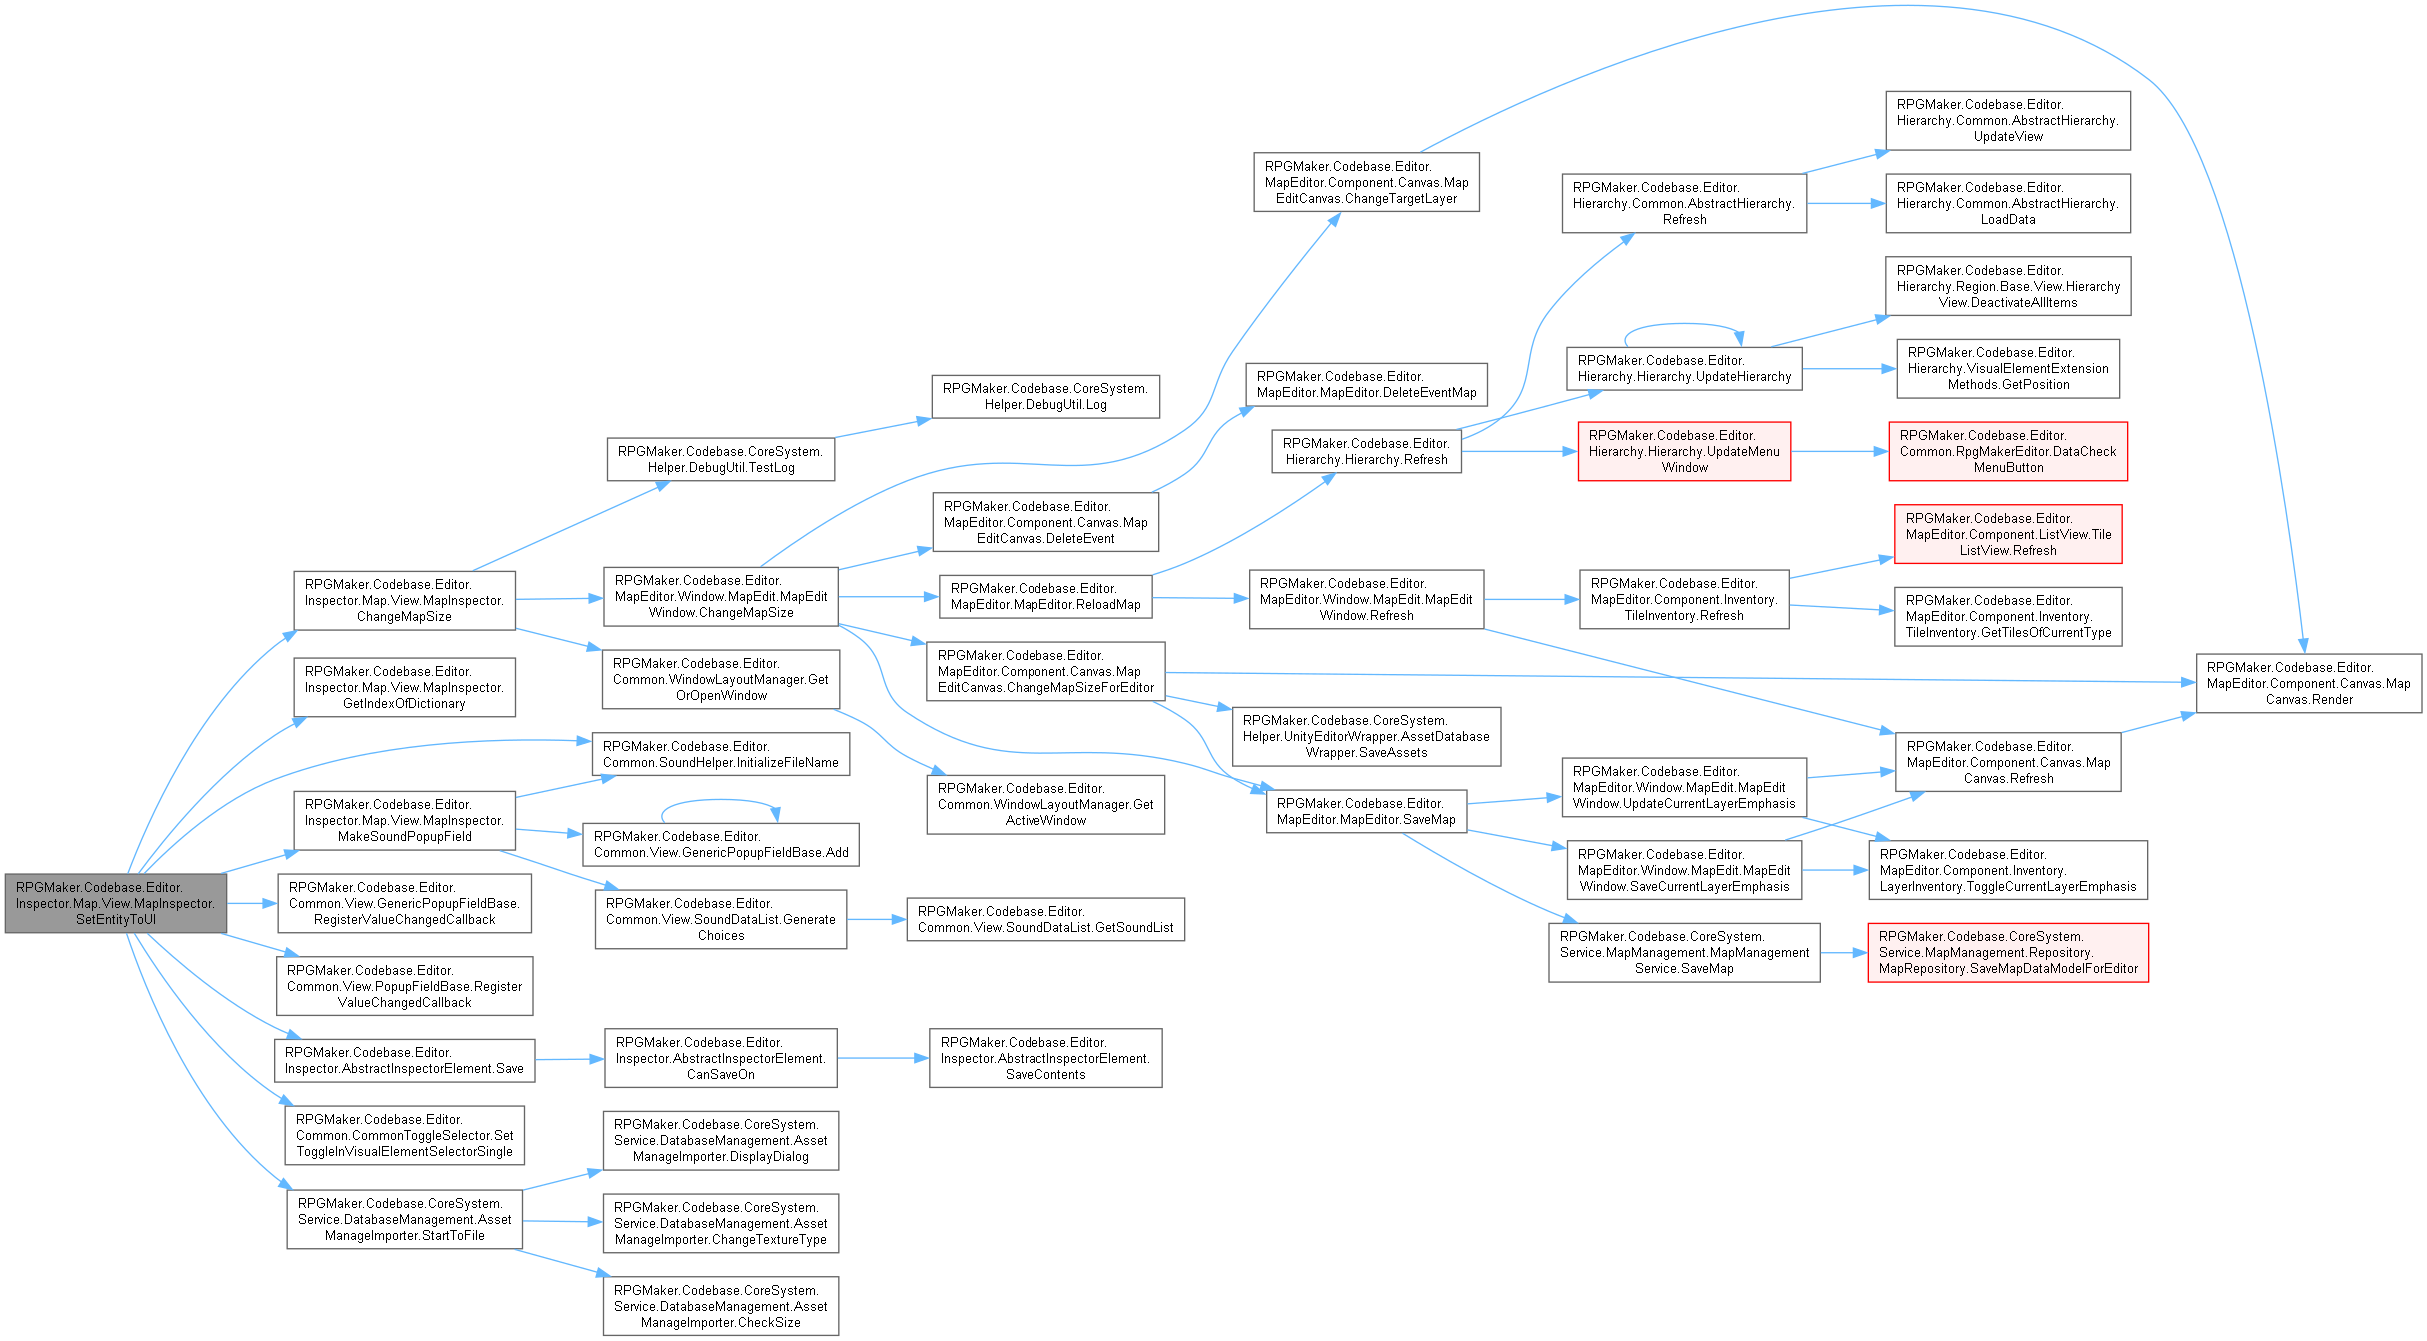 RPGMaker.Codebase.Editor.
Inspector.Map.View.MapInspector.
SetEntityToUI
RPGMaker.Codebase.Editor.
Inspector.Map.View.MapInspector.
ChangeMapSize
RPGMaker.Codebase.Editor.
Inspector.Map.View.MapInspector.
GetIndexOfDictionary
RPGMaker.Codebase.Editor.
Inspector.Map.View.MapInspector.
MakeSoundPopupField
RPGMaker.Codebase.Editor.
Common.View.GenericPopupFieldBase.
RegisterValueChangedCallback
RPGMaker.Codebase.Editor.
Common.View.PopupFieldBase.Register
ValueChangedCallback
RPGMaker.Codebase.Editor.
Inspector.AbstractInspectorElement.Save
RPGMaker.Codebase.Editor.
Common.CommonToggleSelector.Set
ToggleInVisualElementSelectorSingle
RPGMaker.Codebase.CoreSystem.
Service.DatabaseManagement.Asset
ManageImporter.StartToFile
RPGMaker.Codebase.CoreSystem.
Helper.DebugUtil.TestLog
RPGMaker.Codebase.Editor.
MapEditor.Window.MapEdit.MapEdit
Window.ChangeMapSize
RPGMaker.Codebase.Editor.
Common.WindowLayoutManager.Get
OrOpenWindow
RPGMaker.Codebase.Editor.
Common.SoundHelper.InitializeFileName
RPGMaker.Codebase.Editor.
Common.View.GenericPopupFieldBase.Add
RPGMaker.Codebase.Editor.
Common.View.SoundDataList.Generate
Choices
RPGMaker.Codebase.Editor.
Inspector.AbstractInspectorElement.
CanSaveOn
RPGMaker.Codebase.CoreSystem.
Service.DatabaseManagement.Asset
ManageImporter.DisplayDialog
RPGMaker.Codebase.CoreSystem.
Service.DatabaseManagement.Asset
ManageImporter.ChangeTextureType
RPGMaker.Codebase.CoreSystem.
Service.DatabaseManagement.Asset
ManageImporter.CheckSize
RPGMaker.Codebase.CoreSystem.
Helper.DebugUtil.Log
RPGMaker.Codebase.Editor.
MapEditor.Component.Canvas.Map
EditCanvas.DeleteEvent
RPGMaker.Codebase.Editor.
MapEditor.MapEditor.ReloadMap
RPGMaker.Codebase.Editor.
MapEditor.Component.Canvas.Map
EditCanvas.ChangeMapSizeForEditor
RPGMaker.Codebase.Editor.
Common.WindowLayoutManager.Get
ActiveWindow
RPGMaker.Codebase.Editor.
Common.View.SoundDataList.GetSoundList
RPGMaker.Codebase.Editor.
Inspector.AbstractInspectorElement.
SaveContents
RPGMaker.Codebase.Editor.
MapEditor.Component.Canvas.Map
EditCanvas.ChangeTargetLayer
RPGMaker.Codebase.Editor.
MapEditor.MapEditor.DeleteEventMap
RPGMaker.Codebase.Editor.
Hierarchy.Hierarchy.Refresh
RPGMaker.Codebase.Editor.
MapEditor.Window.MapEdit.MapEdit
Window.Refresh
RPGMaker.Codebase.CoreSystem.
Helper.UnityEditorWrapper.AssetDatabase
Wrapper.SaveAssets
RPGMaker.Codebase.Editor.
MapEditor.MapEditor.SaveMap
RPGMaker.Codebase.Editor.
Hierarchy.Common.AbstractHierarchy.
Refresh
RPGMaker.Codebase.Editor.
Hierarchy.Hierarchy.UpdateHierarchy
RPGMaker.Codebase.Editor.
Hierarchy.Hierarchy.UpdateMenu
Window
RPGMaker.Codebase.Editor.
MapEditor.Component.Inventory.
TileInventory.Refresh
RPGMaker.Codebase.Editor.
MapEditor.Window.MapEdit.MapEdit
Window.UpdateCurrentLayerEmphasis
RPGMaker.Codebase.Editor.
MapEditor.Window.MapEdit.MapEdit
Window.SaveCurrentLayerEmphasis
RPGMaker.Codebase.CoreSystem.
Service.MapManagement.MapManagement
Service.SaveMap
RPGMaker.Codebase.Editor.
Hierarchy.Common.AbstractHierarchy.
UpdateView
RPGMaker.Codebase.Editor.
Hierarchy.Common.AbstractHierarchy.
LoadData
RPGMaker.Codebase.Editor.
Hierarchy.Region.Base.View.Hierarchy
View.DeactivateAllItems
RPGMaker.Codebase.Editor.
Hierarchy.VisualElementExtension
Methods.GetPosition
RPGMaker.Codebase.Editor.
Common.RpgMakerEditor.DataCheck
MenuButton
RPGMaker.Codebase.Editor.
MapEditor.Component.ListView.Tile
ListView.Refresh
RPGMaker.Codebase.Editor.
MapEditor.Component.Inventory.
TileInventory.GetTilesOfCurrentType
RPGMaker.Codebase.Editor.
MapEditor.Component.Canvas.Map
Canvas.Refresh
RPGMaker.Codebase.Editor.
MapEditor.Component.Inventory.
LayerInventory.ToggleCurrentLayerEmphasis
RPGMaker.Codebase.CoreSystem.
Service.MapManagement.Repository.
MapRepository.SaveMapDataModelForEditor
RPGMaker.Codebase.Editor.
MapEditor.Component.Canvas.Map
Canvas.Render